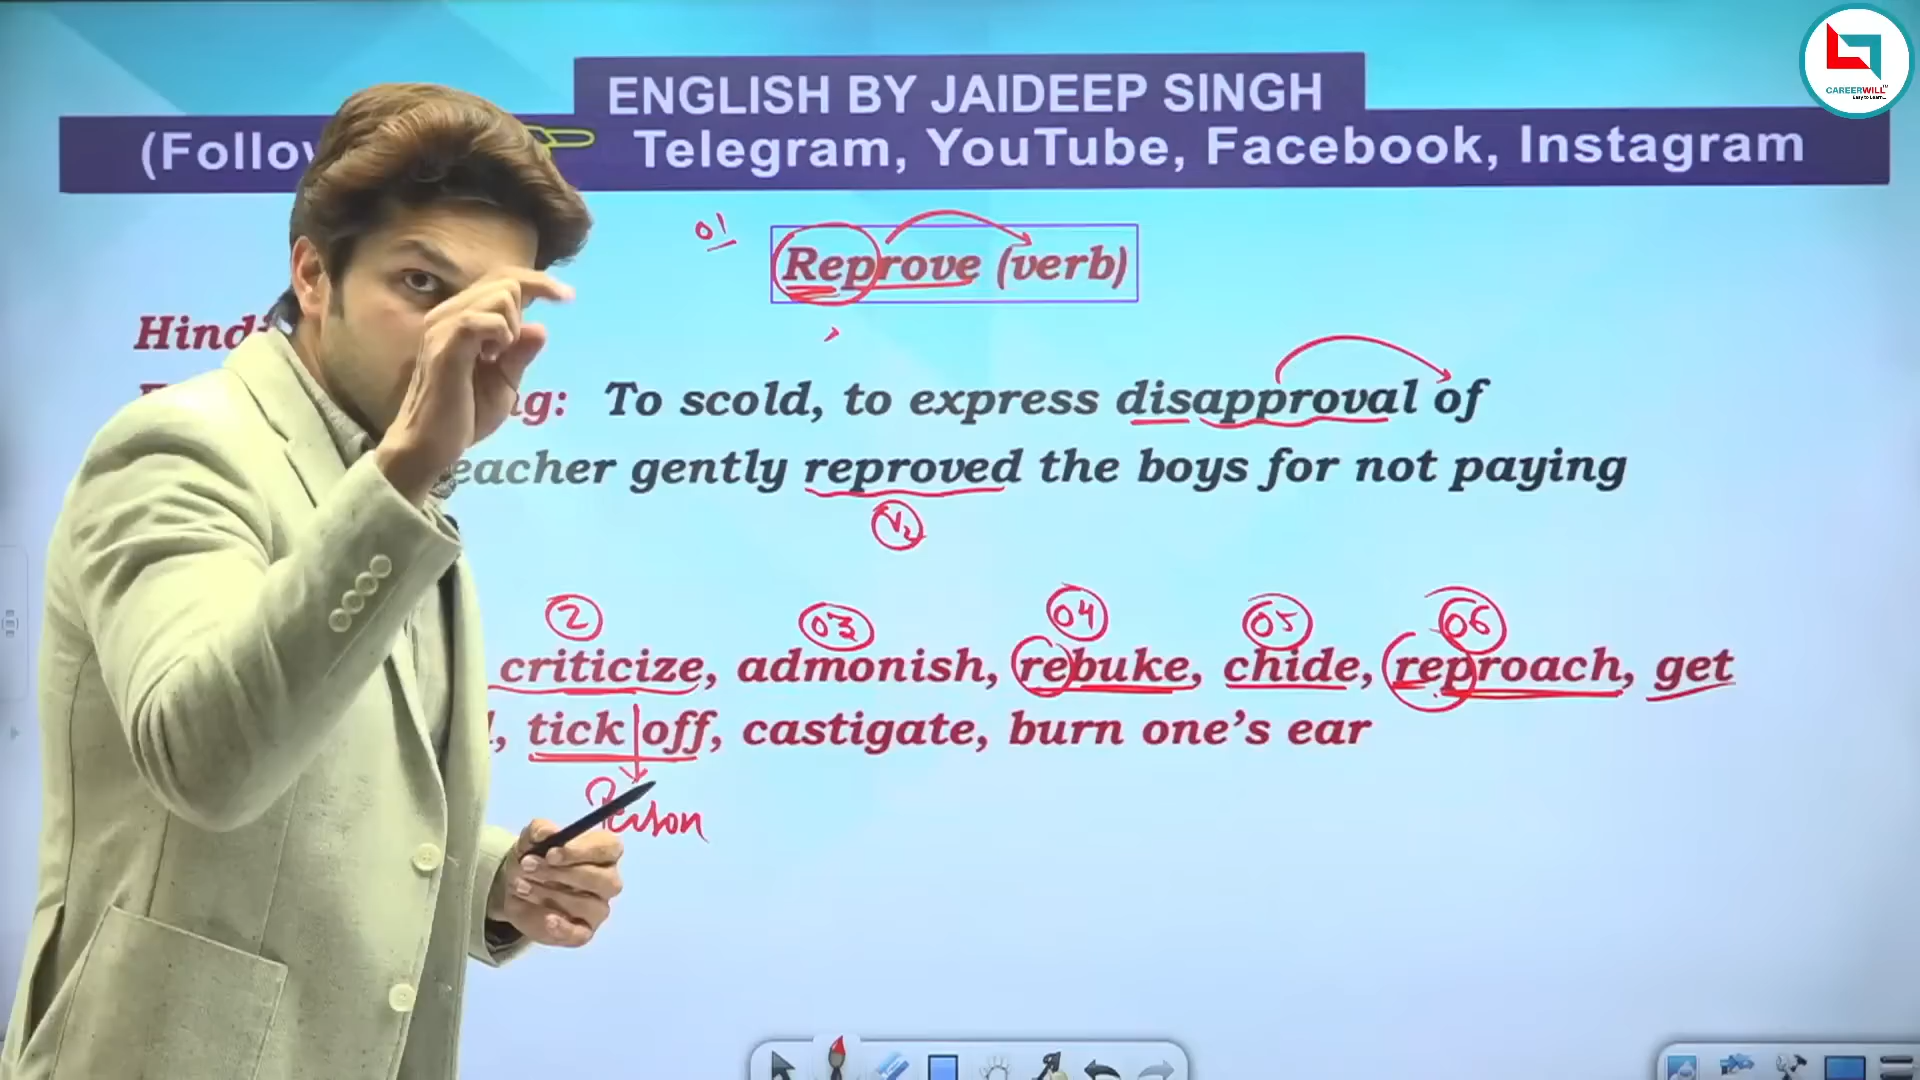 ENGLISH BY JAIDEEP SINGH
(Follow Telegram, YouTube, Facebook, Instagram
CAREERWILL
01
Reprove (verb)
Hindi
To scold, to express disapproval of
eacher gently reproved the boys for not paying
V2
2 03 04 05 06
criticize, admonish, rebuke, chide, reproach, get
tick off, castigate, burn one's ear
Person